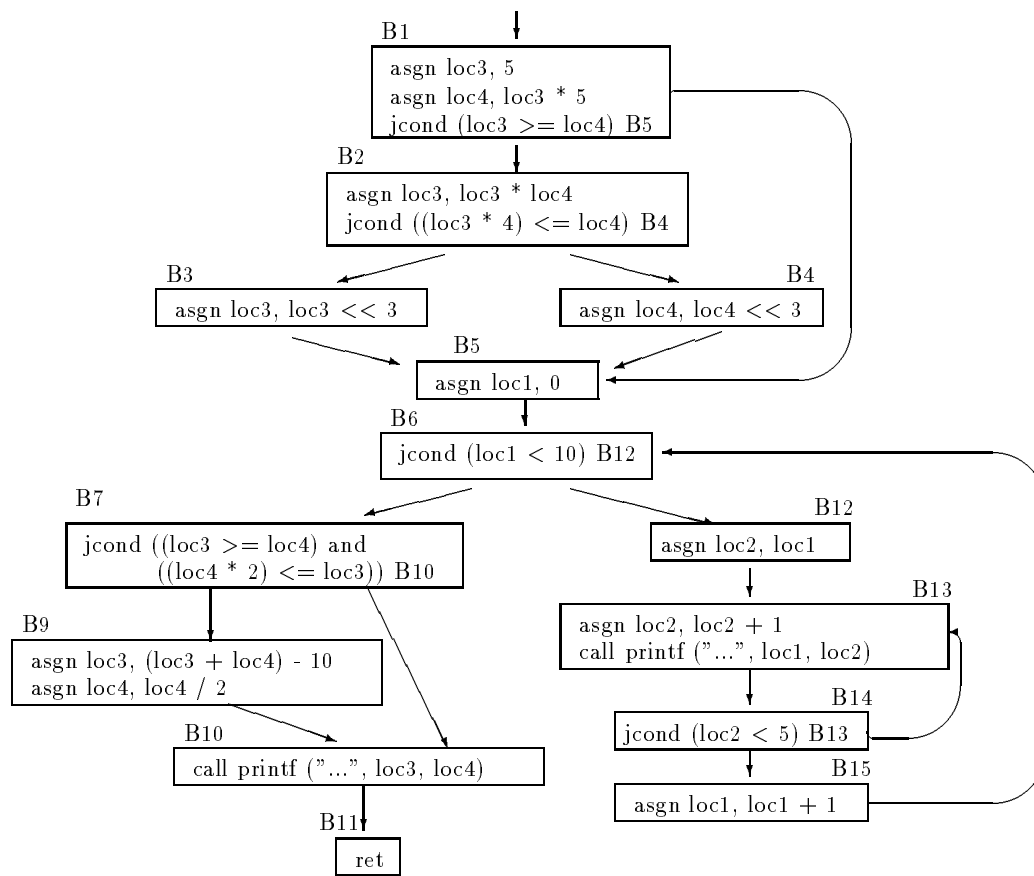 B1
asgn loc3, 5
asgn loc4, loc3 * 5
jcond (loc3 >= loc4) B5
B2
asgn loc3, loc3 * loc4
jcond ((loc3 * 4) <= loc4) B4
B3
asgn loc3, loc3 << 3
B4
asgn loc4, loc4 << 3
B5
asgn loc1, 0
B6
jcond (loc1 < 10) B12
B7
jcond ((loc3 >= loc4) and
((loc4 * 2) <= loc3)) B10
B9
asgn loc3, (loc3 + loc4) - 10
asgn loc4, loc4 / 2
B10
call printf ("...", loc3, loc4)
B11
ret
B12
asgn loc2, loc1
B13
asgn loc2, loc2 + 1
call printf ("...", loc1, loc2)
B14
jcond (loc2 < 5) B13
B15
asgn loc1, loc1 + 1